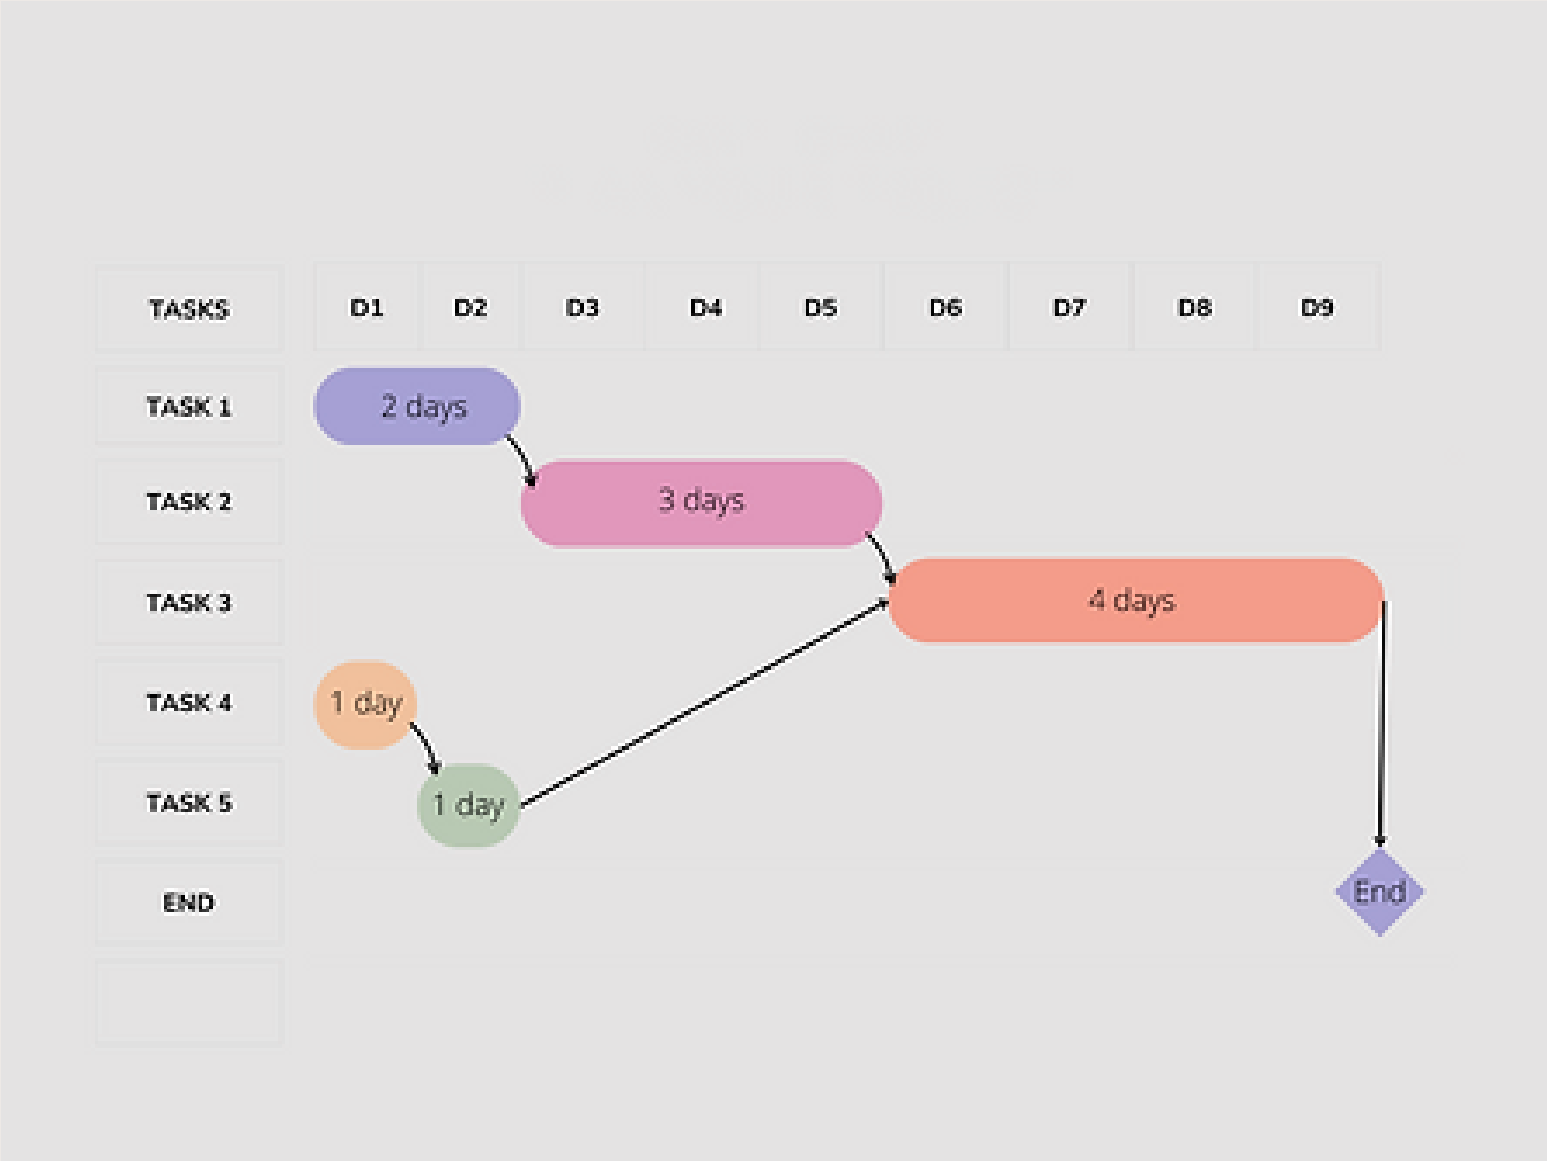 TASKS D1 D2 D3 D4 D5 D6 D7 D8 D9
TASK 1 2 days
TASK 2 3 days
TASK 3 4 days
TASK 4 1 day
TASK 5 1 day
END End